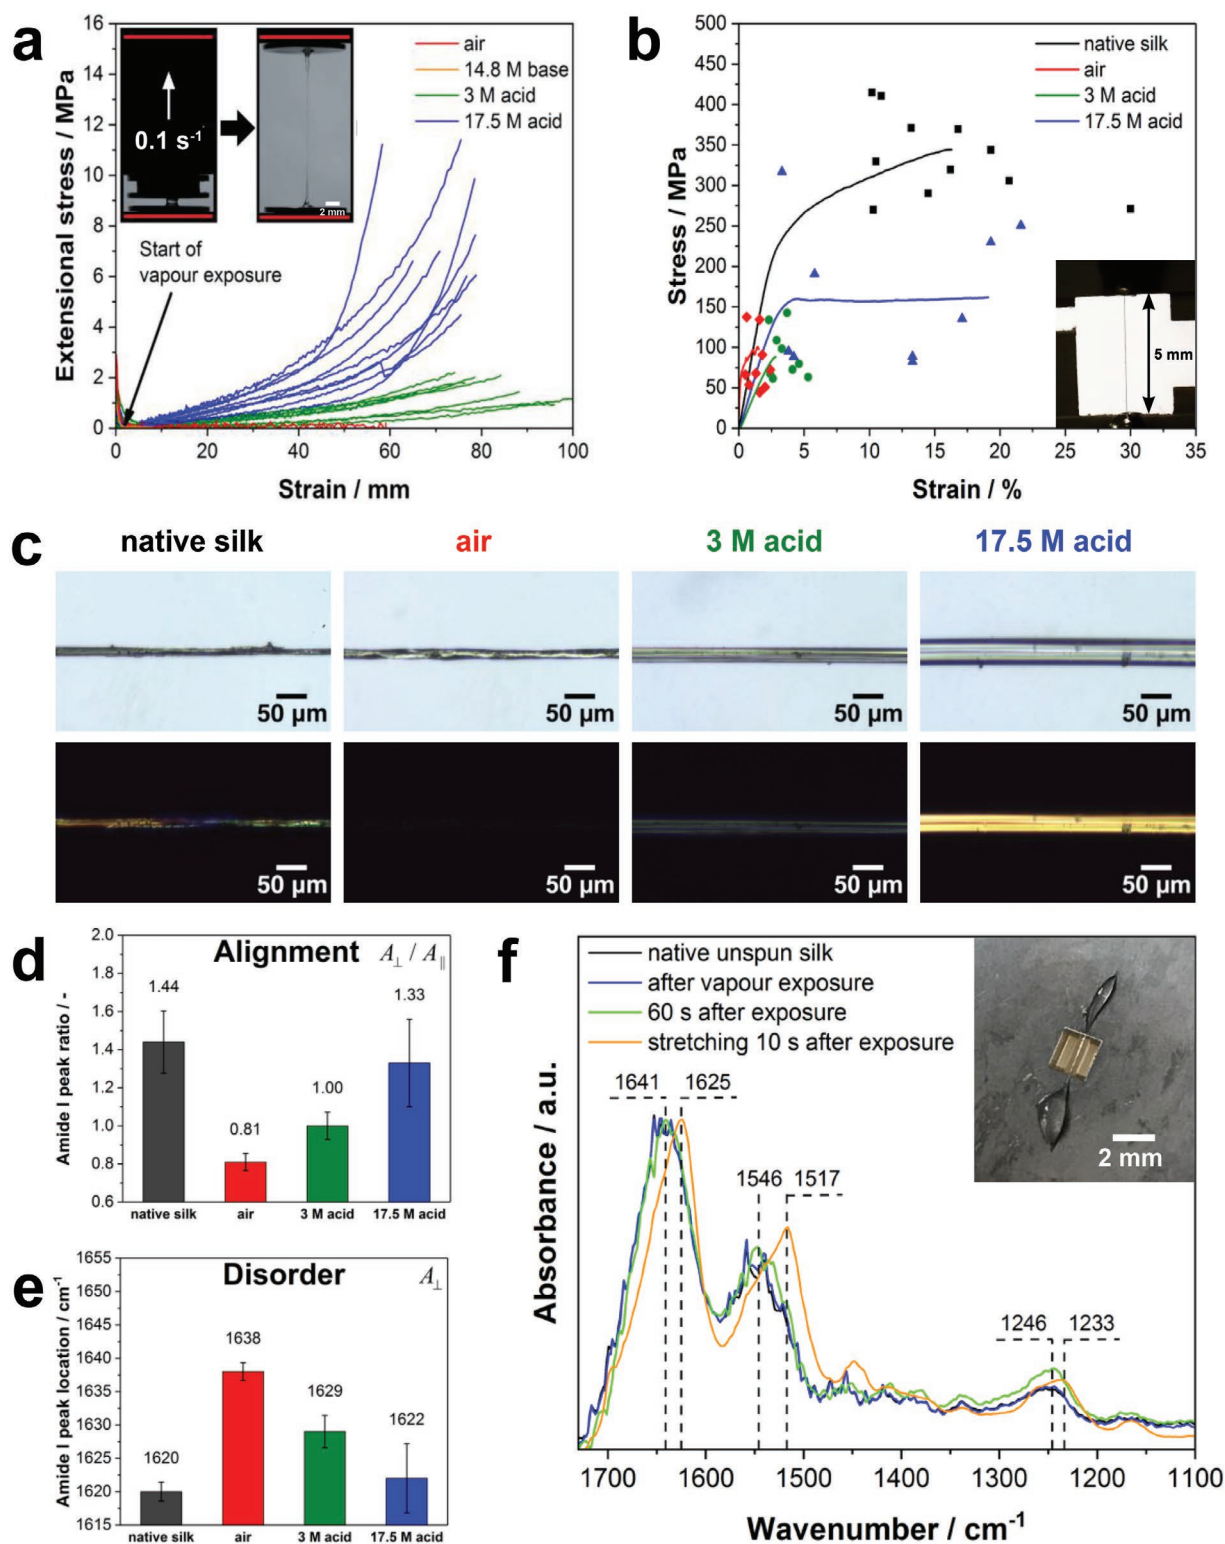 a
Extensional stress / MPa
16
14
12
10
8
6
4
2
0
0.1 s⁻¹
2 mm
air
14.8 M base
3 M acid
17.5 M acid
Start of
vapour exposure
0 20 40 60 80 100
Strain / mm
b
Stress / MPa
500
450
400
350
300
250
200
150
100
50
0
native silk
air
3 M acid
17.5 M acid
5 mm
0 5 10 15 20 25 30 35
Strain / %
c
native silk air 3 M acid 17.5 M acid
50 µm 50 µm 50 µm 50 µm
50 µm 50 µm 50 µm 50 µm
d
Amide I peak ratio / -
Alignment A⊥ / A∥
2.0
1.8
1.6
1.4
1.2
1.0
0.8
0.6
1.44
0.81
1.00
1.33
native silk air 3 M acid 17.5 M acid
e
Amide I peak location / cm⁻¹
Disorder A⊥
1655
1650
1645
1640
1635
1630
1625
1620
1615
1620
1638
1629
1622
native silk air 3 M acid 17.5 M acid
f
Absorbance / a.u.
native unspun silk
after vapour exposure
60 s after exposure
stretching 10 s after exposure
1641 1625
1546 1517
1246 1233
2 mm
1700 1600 1500 1400 1300 1200 1100
Wavenumber / cm⁻¹